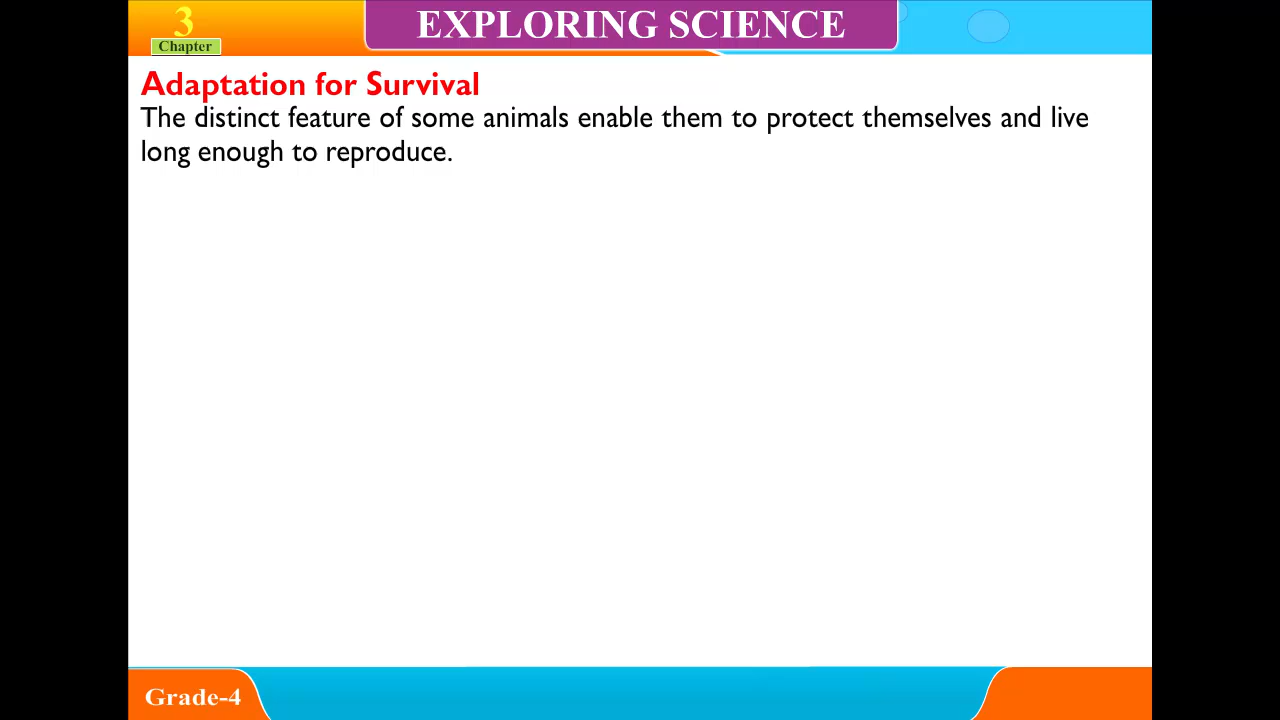 3
Chapter
EXPLORING SCIENCE
Adaptation for Survival
The distinct feature of some animals enable them to protect themselves and live
long enough to reproduce.
Grade-4